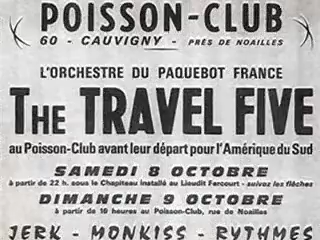 POISSON-CLUB
60 - CAUVIGNY - PRÈS DE NOAILLES
L'ORCHESTRE DU PAQUEBOT FRANCE
THE TRAVEL FIVE
au Poisson-Club avant leur départ pour l'Amérique du Sud
SAMEDI 8 OCTOBRE
à partir de 22 h. sous le Chapiteau installé au Lieudit Fercourt - suivez les flèches
DIMANCHE 9 OCTOBRE
à partir de 16 heures au Poisson-Club, rue de Noailles
JERK - MONKISS - RYTHMES